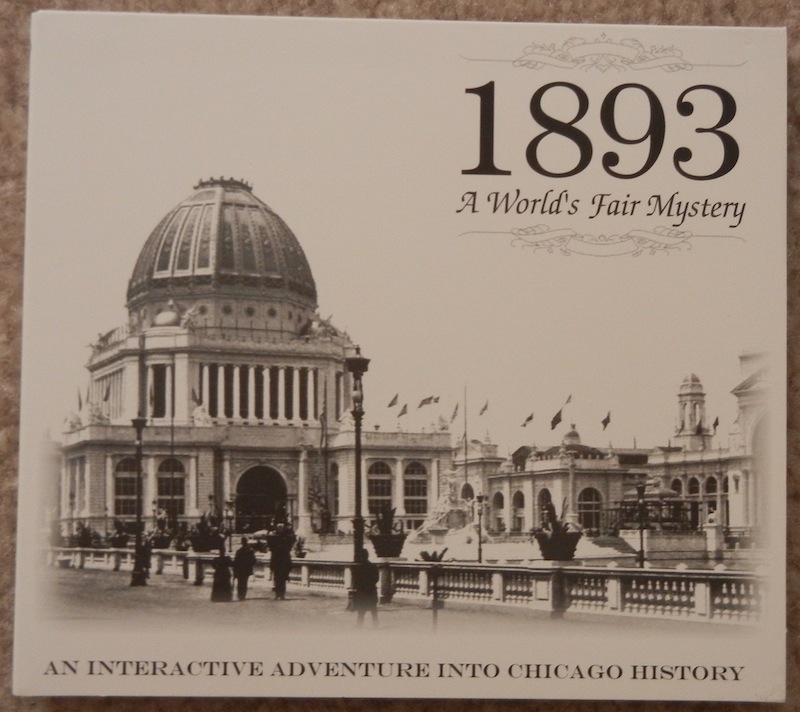 1893
A World's Fair Mystery
AN INTERACTIVE ADVENTURE INTO CHICAGO HISTORY